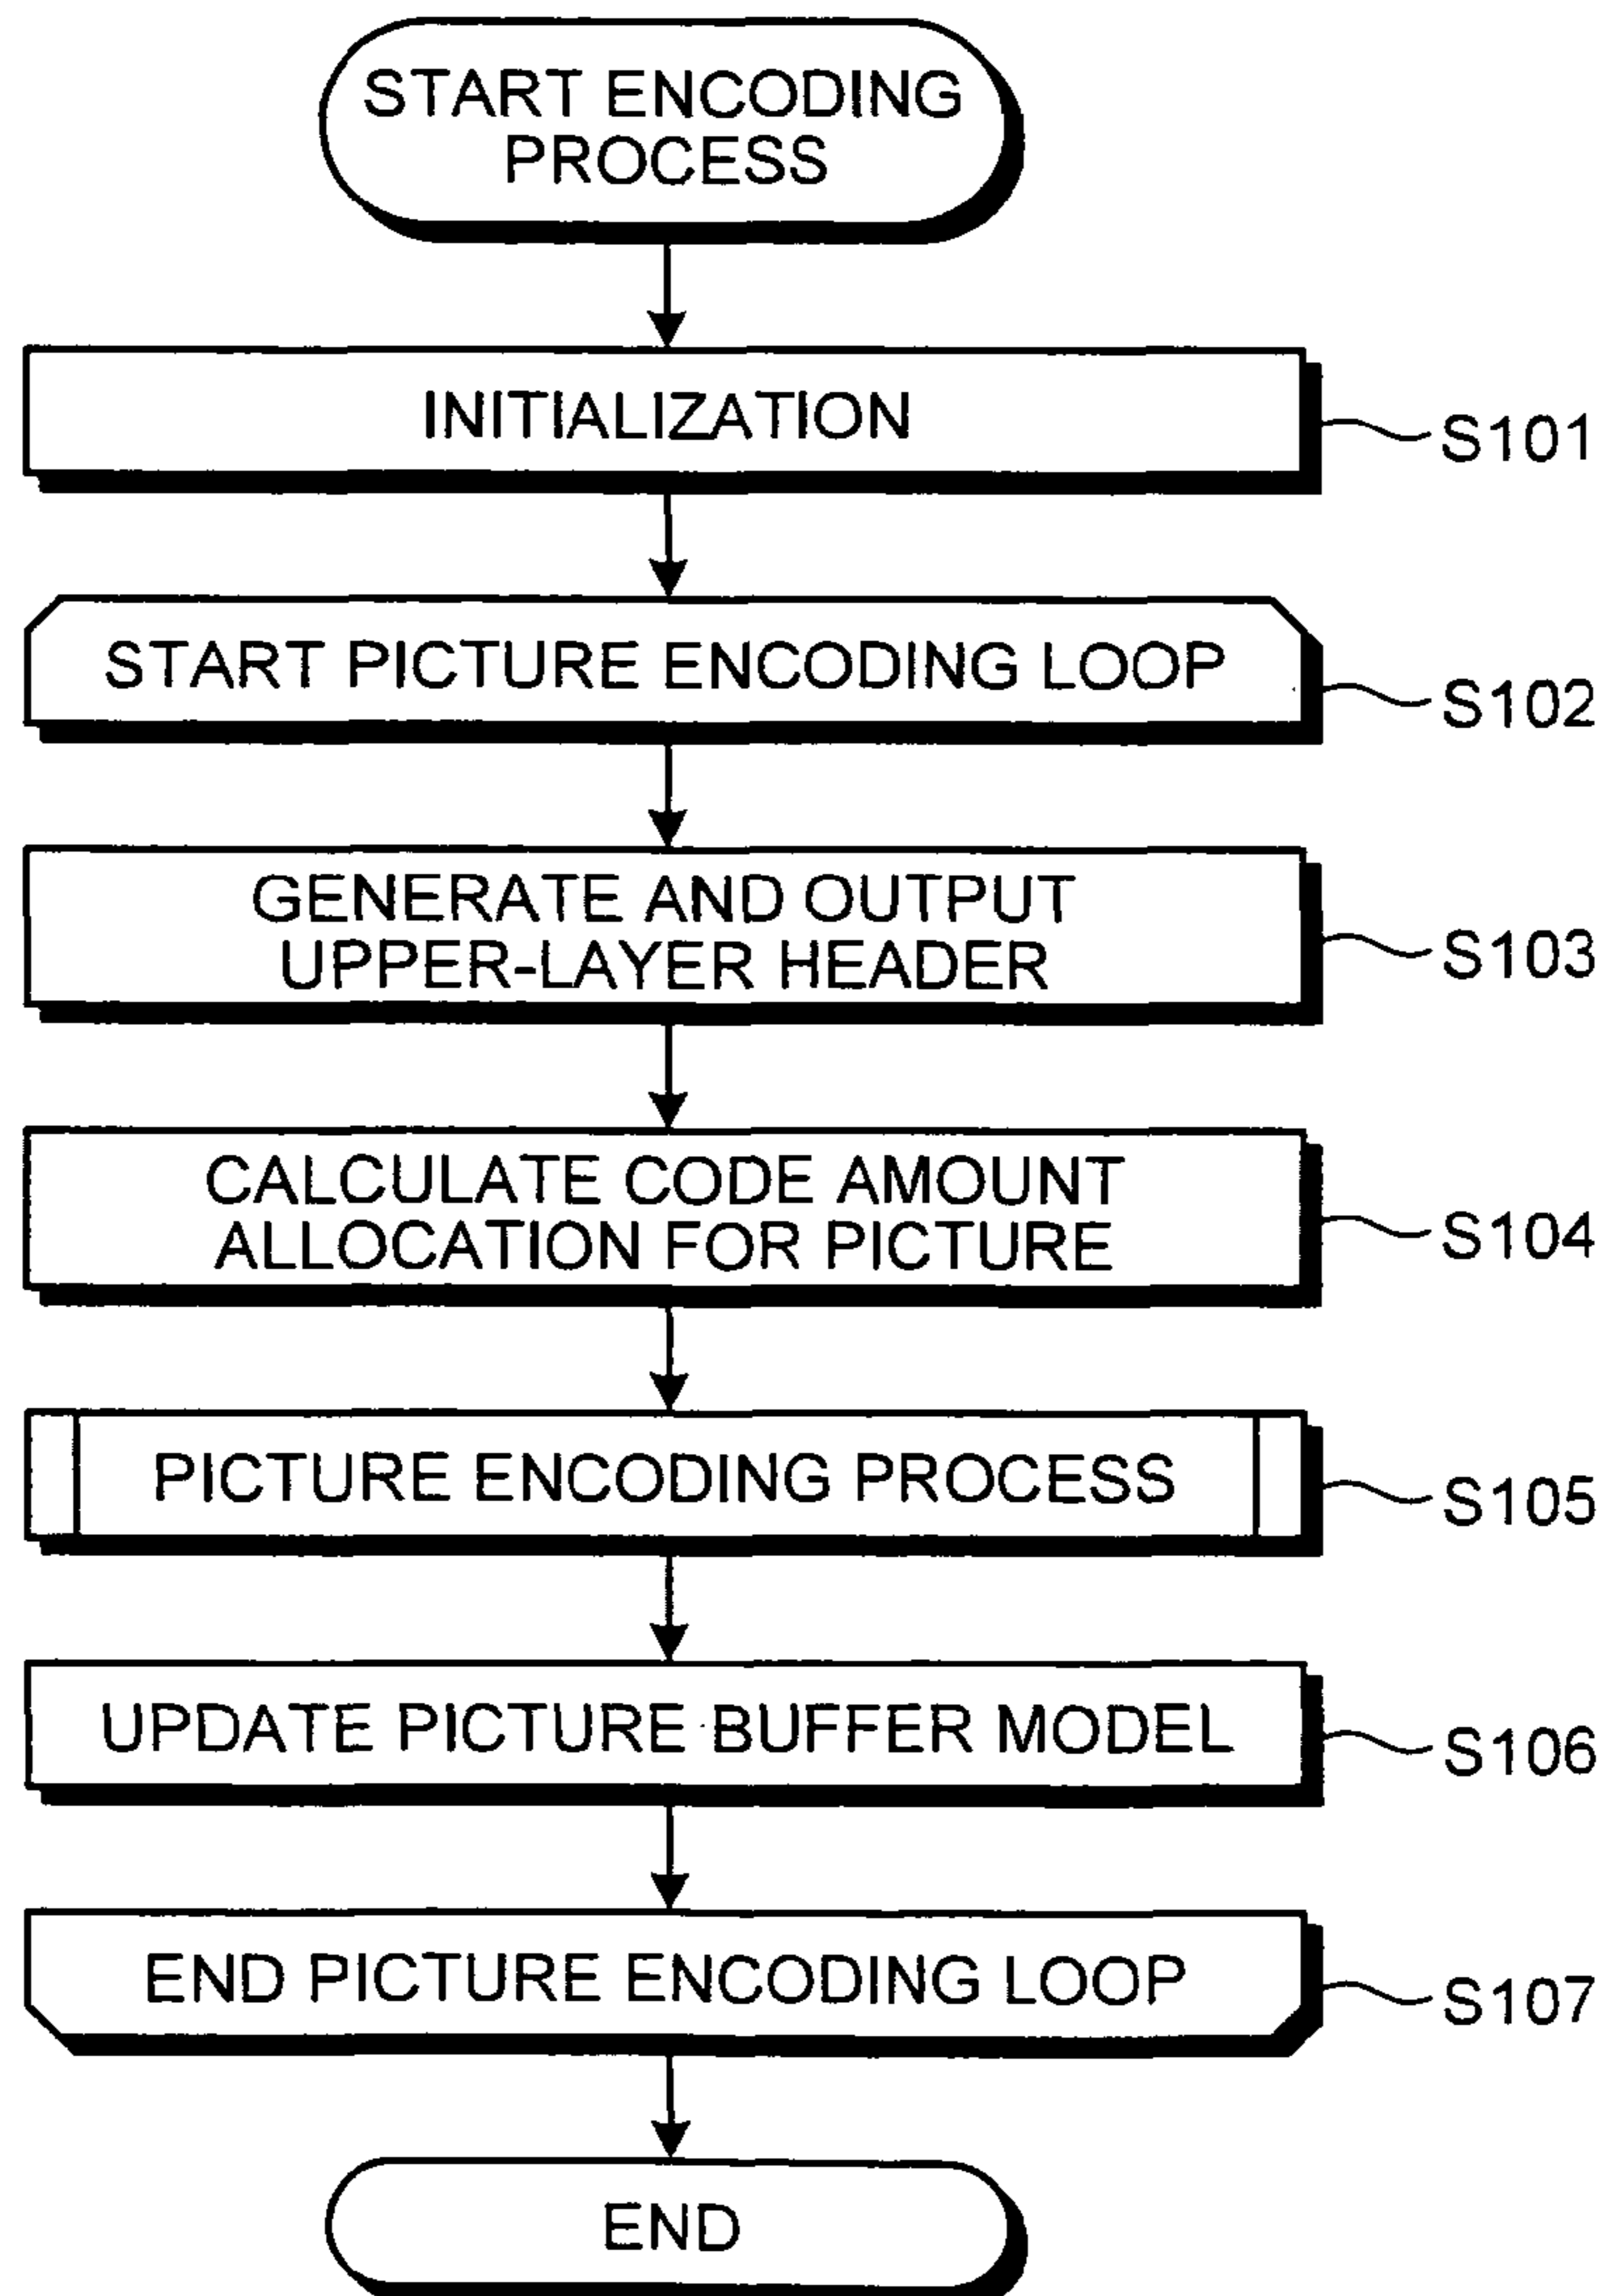 START ENCODING
PROCESS
INITIALIZATION
S101
START PICTURE ENCODING LOOP
S102
GENERATE AND OUTPUT
UPPER-LAYER HEADER
S103
CALCULATE CODE AMOUNT
ALLOCATION FOR PICTURE
S104
PICTURE ENCODING PROCESS
S105
UPDATE PICTURE BUFFER MODEL
S106
END PICTURE ENCODING LOOP
S107
END